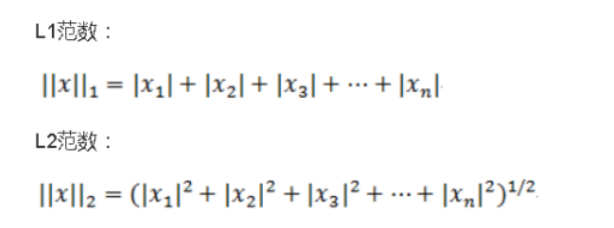 L1范数：
||x||₁ = |x₁| + |x₂| + |x₃| + ⋯ + |xₙ|
L2范数：
||x||₂ = (|x₁|² + |x₂|² + |x₃|² + ⋯ + |xₙ|²)^{1/2}